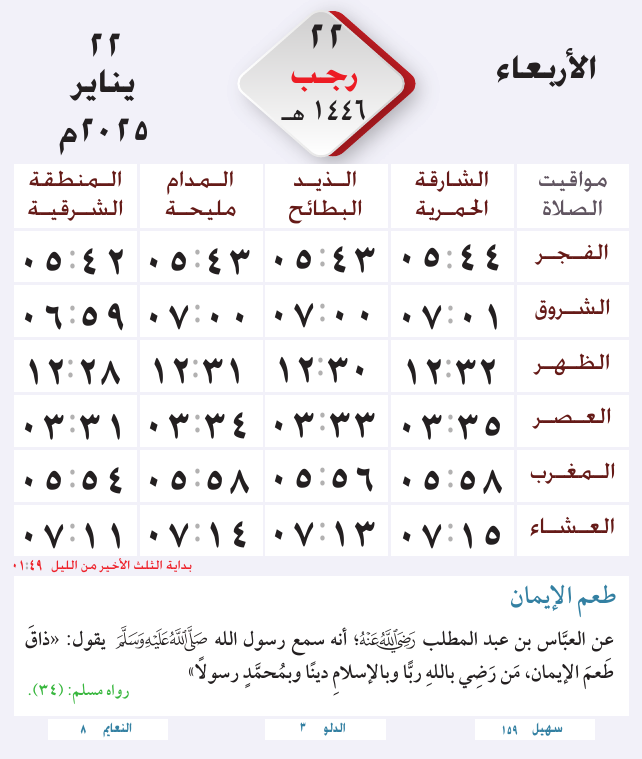 الأربعاء
٢٢
رجب
١٤٤٦ هـ
٢٢
يناير
٢٠٢٥م
مواقيت الصلاة
الشارقة الحمرية
الذيد البطائح
المدام مليحة
المنطقة الشرقية
الفجر ٠٥:٤٤ ٠٥:٤٣ ٠٥:٤٣ ٠٥:٤٢
الشروق ٠٧:٠١ ٠٧:٠٠ ٠٧:٠٠ ٠٦:٥٩
الظهر ١٢:٣٢ ١٢:٣٠ ١٢:٣١ ١٢:٢٨
العصر ٠٣:٣٥ ٠٣:٣٣ ٠٣:٣٤ ٠٣:٣١
المغرب ٠٥:٥٨ ٠٥:٥٦ ٠٥:٥٨ ٠٥:٥٤
العشاء ٠٧:١٥ ٠٧:١٣ ٠٧:١٤ ٠٧:١١
بداية الثلث الأخير من الليل ٠١:٤٩
طعم الإيمان
عن العبَّاس بن عبد المطلب رَضِيَ اللَّهُ عَنْهُ؛ أنه سمع رسول الله صَلَّى اللَّهُ عَلَيْهِ وَسَلَّمَ يقول: «ذاقَ
طَعمَ الإيمان، مَن رَضِي باللهِ ربًّا وبالإسلامِ دينًا وبمُحمَّدٍ رسولًا»
رواه مسلم: (٣٤).
سهيل ١٥٩
الدلو ٣
النعايم ٨